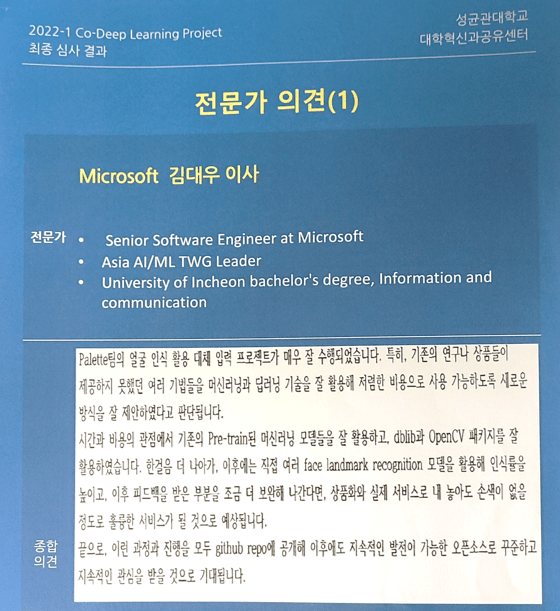 2022-1 Co-Deep Learning Project
최종 심사 결과
성균관대학교
대학혁신과공유센터
전문가 의견(1)
Microsoft 김대우 이사
전문가
• Senior Software Engineer at Microsoft
• Asia AI/ML TWG Leader
• University of Incheon bachelor's degree, Information and
communication
종합
의견
Palette팀의 얼굴 인식 활용 대체 입력 프로젝트가 매우 잘 수행되었습니다. 특히, 기존의 연구나 상품들이
제공하지 못했던 여러 기법들을 머신러닝과 딥러닝 기술을 잘 활용해 저렴한 비용으로 사용 가능하도록 새로운
방식을 잘 제안하였다고 판단됩니다.
시간과 비용의 관점에서 기존의 Pre-train된 머신러닝 모델들을 잘 활용하고, dblib과 OpenCV 패키지를 잘
활용하였습니다. 한걸음 더 나아가, 이후에는 직접 여러 face landmark recognition 모델을 활용해 인식률을
높이고, 이후 피드백을 받은 부분을 조금 더 보완해 나간다면, 상품화와 실제 서비스로 내 놓아도 손색이 없을
정도로 훌륭한 서비스가 될 것으로 예상됩니다.
끝으로, 이런 과정과 진행을 모두 github repo에 공개해 이후에도 지속적인 발전이 가능한 오픈소스로 꾸준하고
지속적인 관심을 받을 것으로 기대됩니다.